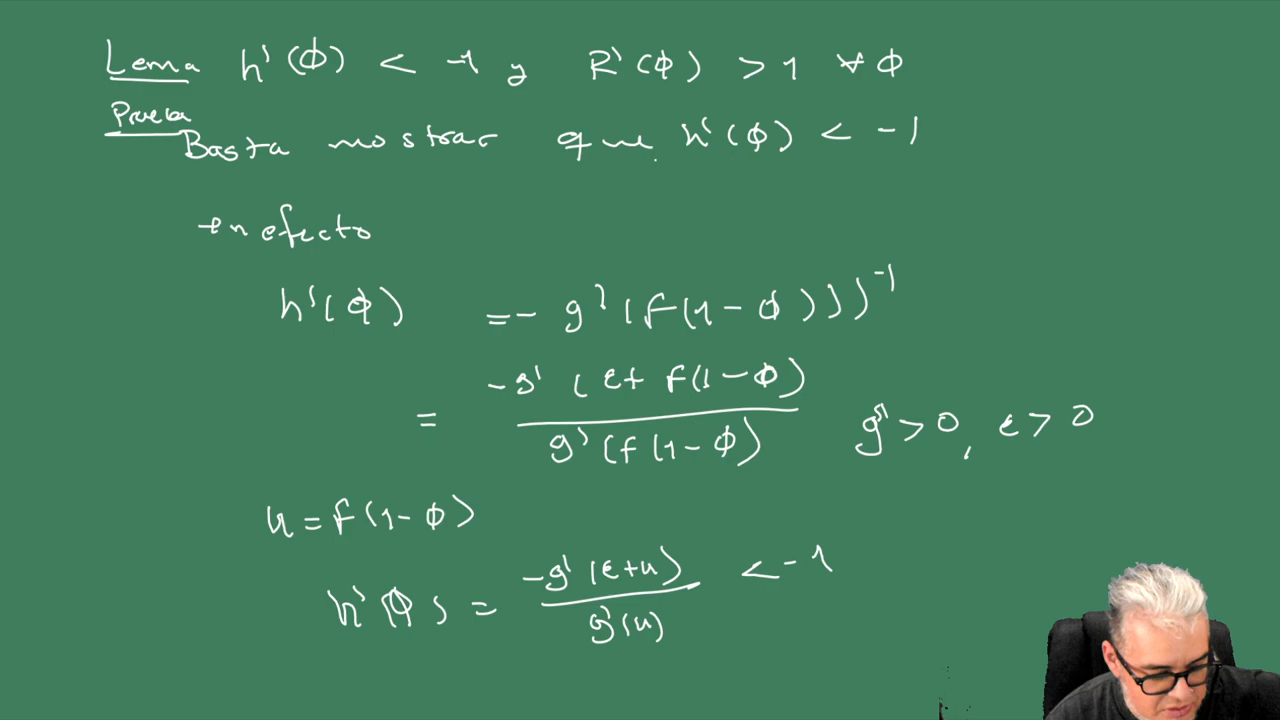 Lema h'(ϕ) < -1 y R'(ϕ) > 1 ∀ ϕ
Prueba
Basta mostrar que h'(ϕ) < -1
en efecto
h'(ϕ) = - g'(f(1-ϕ)))⁻¹
= -g'(ε+ f(1-ϕ) / g'(f(1-ϕ) g'' > 0, ε > 0
u = f(1-ϕ)
h'(ϕ) = -g'(ε+u) / g'(u) < -1